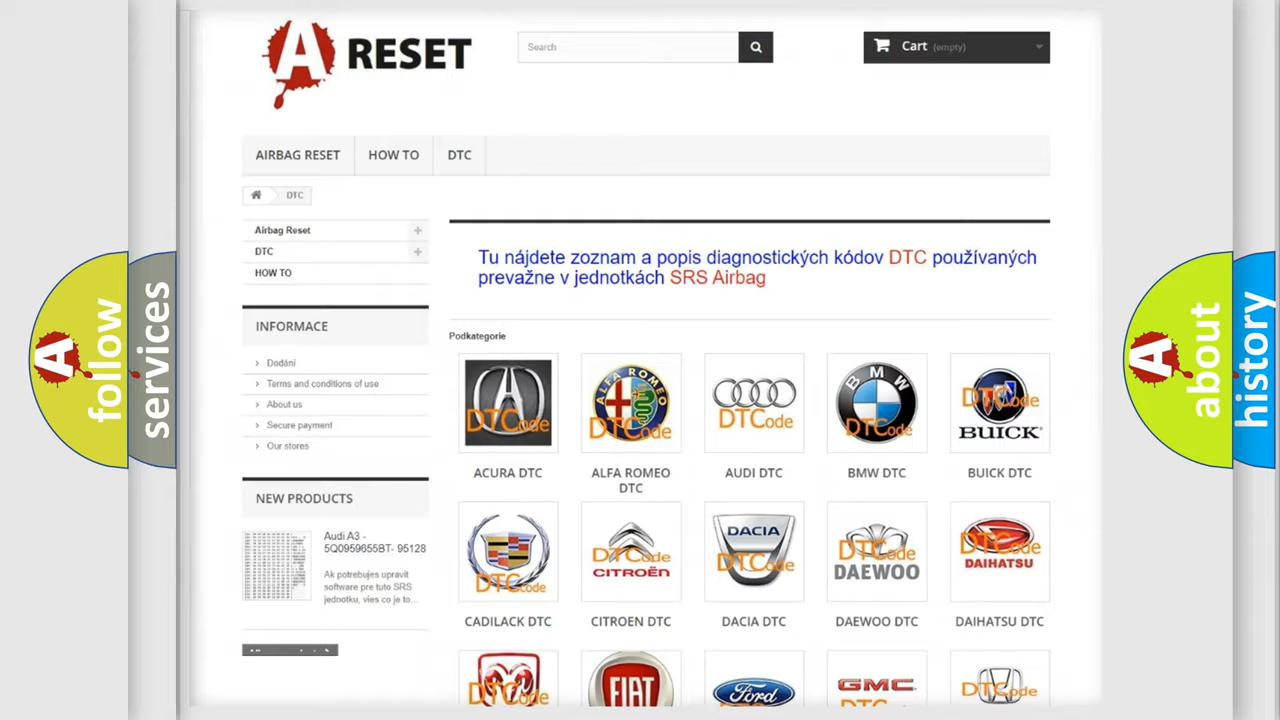 A RESET
Search
Cart (empty)
AIRBAG RESET
HOW TO
DTC
DTC
Airbag Reset
DTC
HOW TO
Tu nájdete zoznam a popis diagnostických kódov DTC používaných
prevažne v jednotkách SRS Airbag
INFORMACE
Dodání
Terms and conditions of use
About us
Secure payment
Our stores
NEW PRODUCTS
Audi A3 -
5Q0959655BT- 95128
Ak potrebujes upravit
software pre tuto SRS
jednotku, vies co je to...
Podkategorie
DTCode
ALFA ROMEO
DTCode
DTCode
BMW
DTCode
DTCode
BUICK
ACURA DTC
ALFA ROMEO
DTC
AUDI DTC
BMW DTC
BUICK DTC
DTCode
DTCode
CITROËN
DACIA
DTCode
DTCode
DAEWOO
DTCode
DAIHATSU
CADILACK DTC
CITROEN DTC
DACIA DTC
DAEWOO DTC
DAIHATSU DTC
DTCode
FIAT
Ford
GMC
DTCode
A follow
services
A about
history